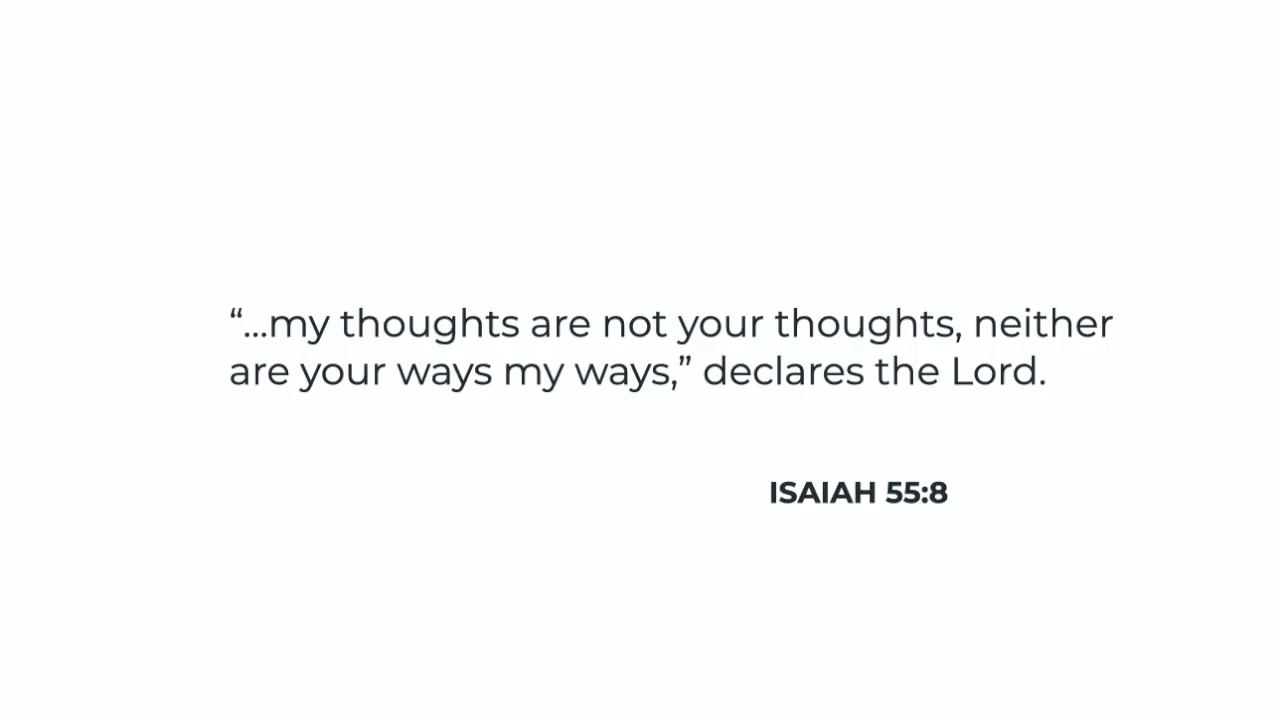 “...my thoughts are not your thoughts, neither
are your ways my ways,” declares the Lord.
ISAIAH 55:8